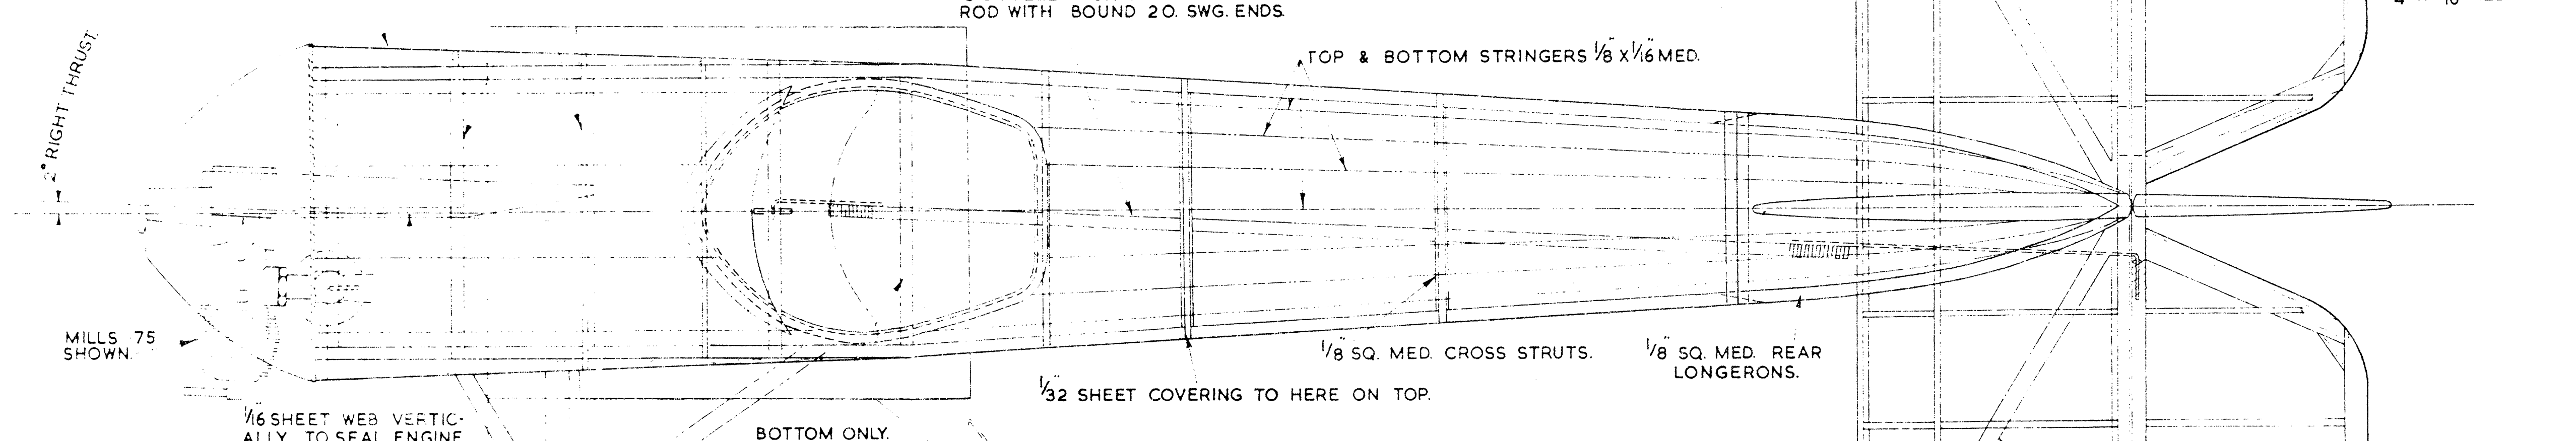 ROD WITH BOUND 20. SWG. ENDS.
2° RIGHT THRUST.
TOP & BOTTOM STRINGERS 1/8" X 1/16" MED.
MILLS 75
SHOWN.
1/8" SQ. MED. CROSS STRUTS.
1/8" SQ. MED. REAR
LONGERONS.
1/32" SHEET COVERING TO HERE ON TOP.
1/16 SHEET WEB VERTIC-
ALLY TO SEAL ENGINE
BOTTOM ONLY.